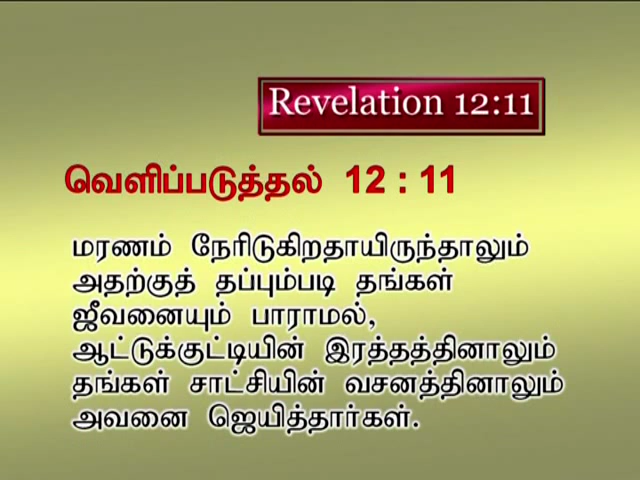 Revelation 12:11
வெளிப்படுத்தல் 12 : 11
மரணம் நேரிடுகிறதாயிருந்தாலும்
அதற்குத் தப்பும்படி தங்கள்
ஜீவனையும் பாராமல்,
ஆட்டுக்குட்டியின் இரத்தத்தினாலும்
தங்கள் சாட்சியின் வசனத்தினாலும்
அவனை ஜெயித்தார்கள்.